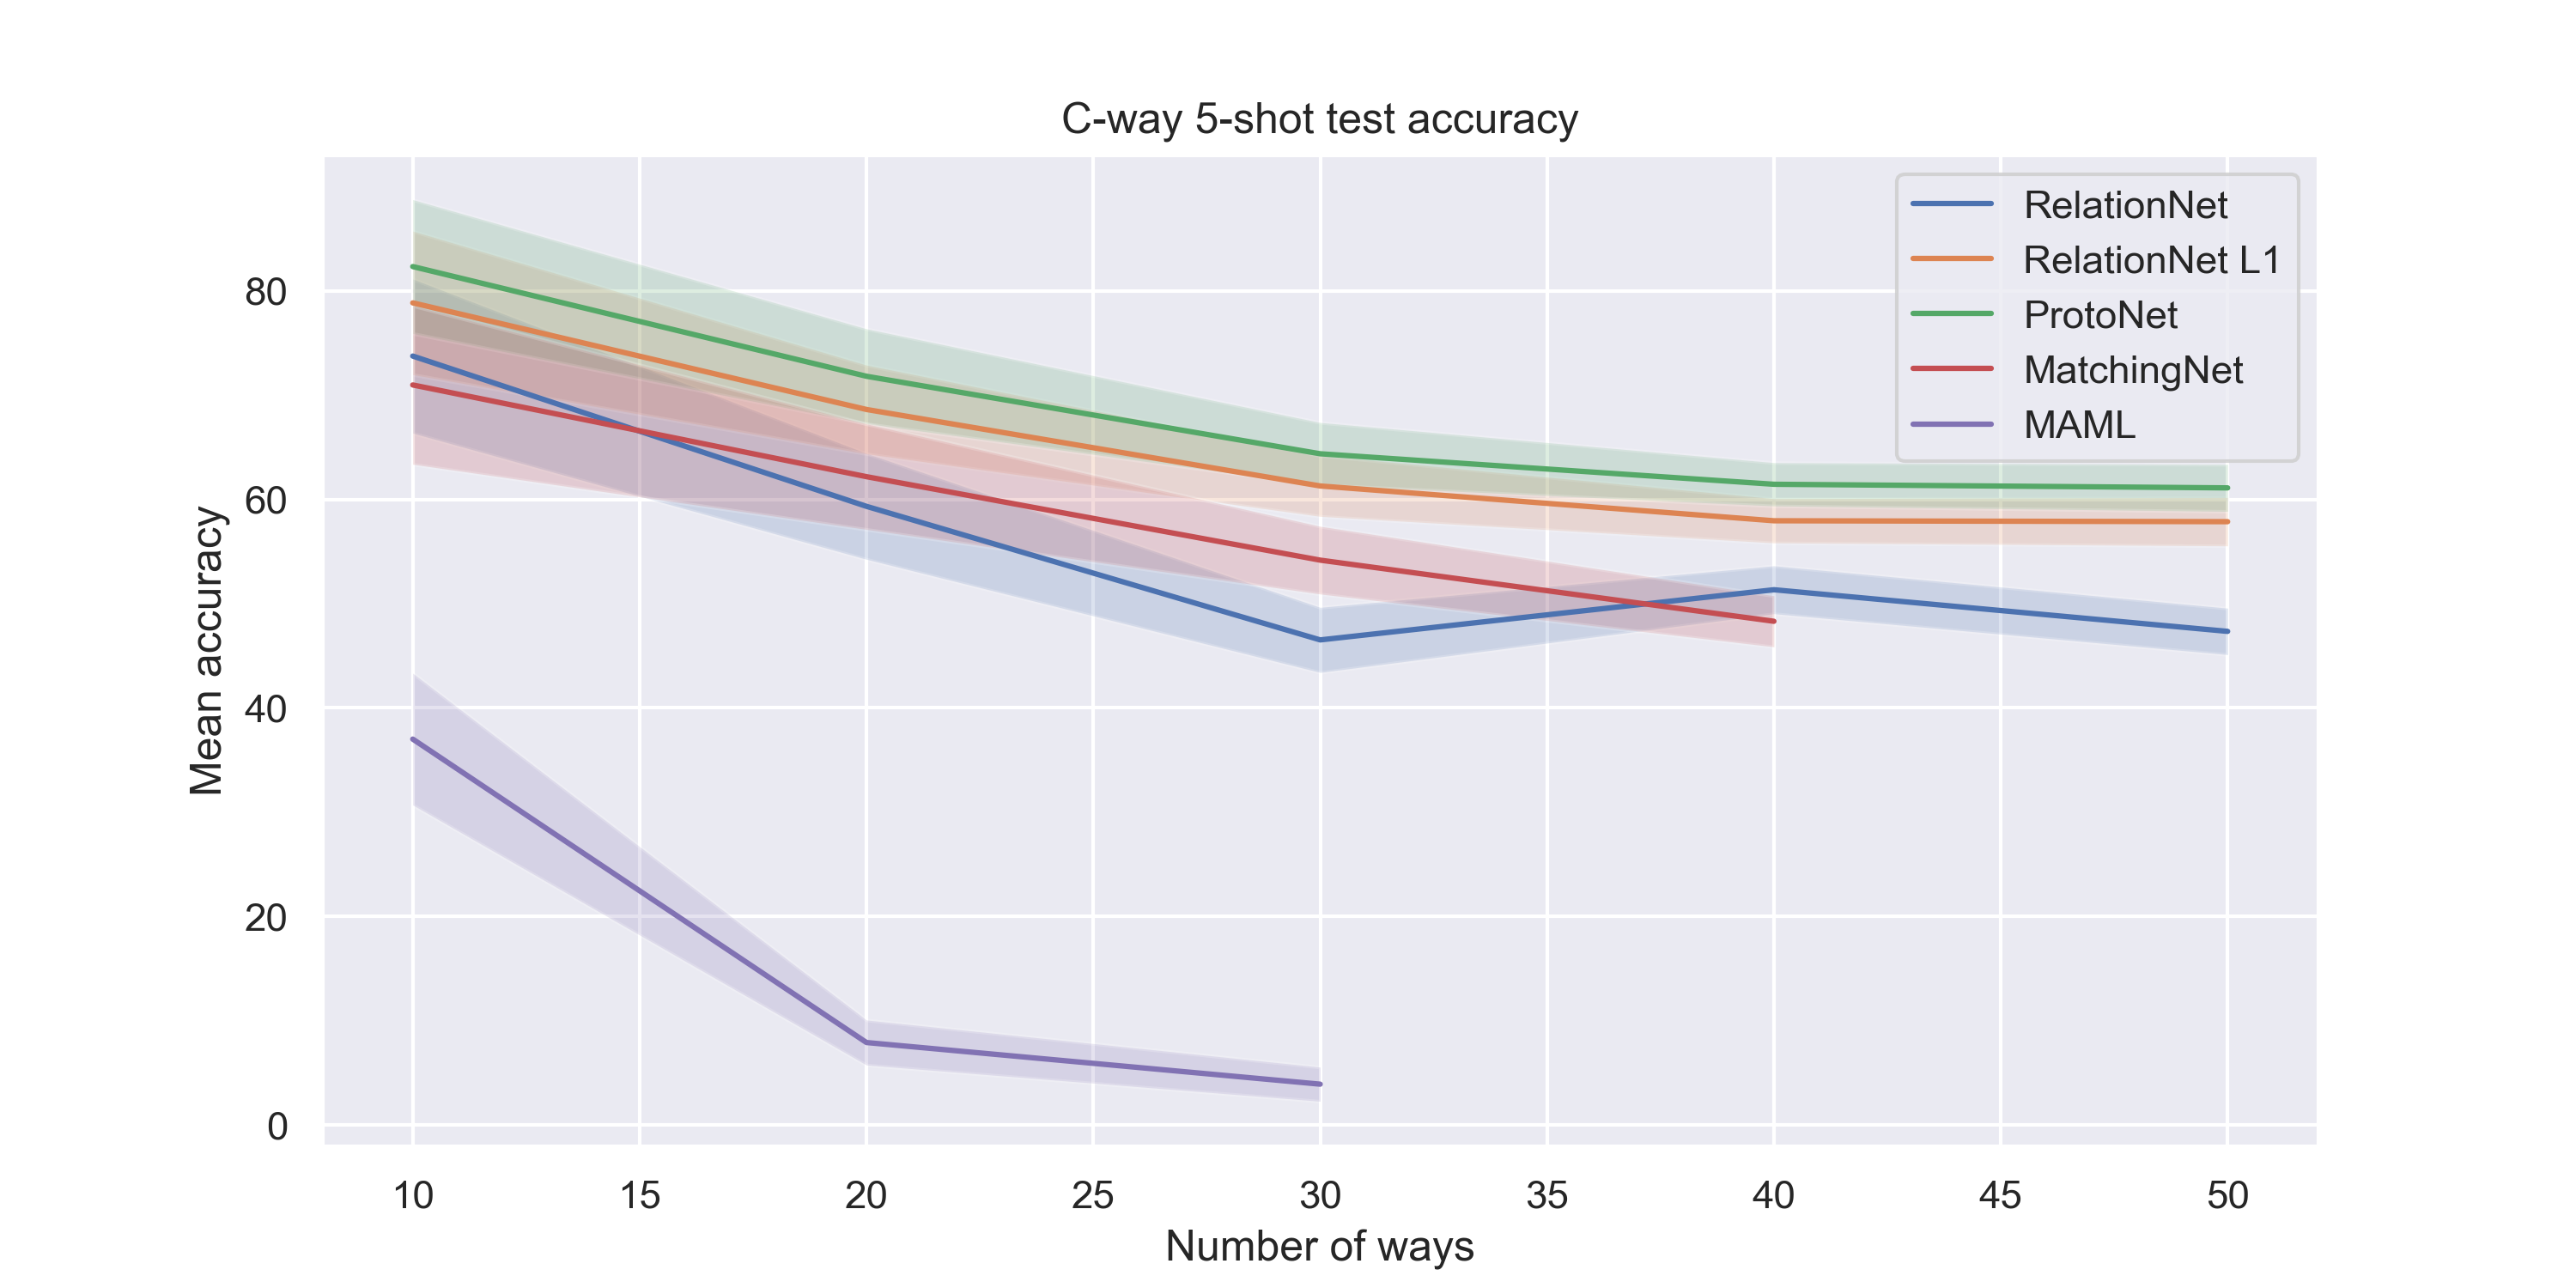 C-way 5-shot test accuracy
RelationNet
RelationNet L1
ProtoNet
MatchingNet
MAML
Mean accuracy
80
60
40
20
0
10 15 20 25 30 35 40 45 50
Number of ways